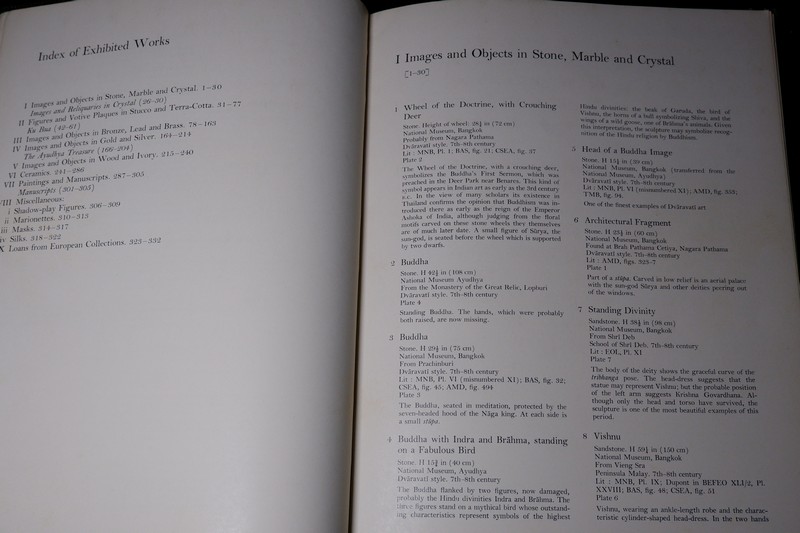 Index of Exhibited Works
I Images and Objects in Stone, Marble and Crystal. 1–30
Images and Reliquaries in Crystal (26–30)
II Figures and Votive Plaques in Stucco and Terra-Cotta. 31–77
Ku Bua (42–61)
III Images and Objects in Bronze, Lead and Brass. 78–163
IV Images and Objects in Gold and Silver. 164–214
The Ayudhya Treasure (166–204)
V Images and Objects in Wood and Ivory. 215–240
VI Ceramics. 241–286
VII Paintings and Manuscripts. 287–305
Manuscripts (301–305)
VIII Miscellaneous:
i Shadow-play Figures. 306–309
ii Marionettes. 310–313
iii Masks. 314–317
iv Silks. 318–322
X Loans from European Collections. 323–332
I Images and Objects in Stone, Marble and Crystal
[1–30]
1 Wheel of the Doctrine, with Crouching
Deer
Stone. Height of wheel: 28¼ in (72 cm)
National Museum, Bangkok
Probably from Nagara Pathama
Dvāravatī style. 7th-8th century
Lit : MNB, Pl. 1; BAS, fig. 21; CSEA, fig. 37
Plate 2
The Wheel of the Doctrine, with a crouching deer,
symbolizes the Buddha's First Sermon, which was
preached in the Deer Park near Benares. This kind of
symbol appears in Indian art as early as the 3rd century
B.C. In the view of many scholars its existence in
Thailand confirms the opinion that Buddhism was in-
troduced there as early as the reign of the Emperor
Ashoka of India, although judging from the floral
motifs carved on these stone wheels they themselves
are of much later date. A small figure of Sūrya, the
sun-god, is seated before the wheel which is supported
by two dwarfs.
2 Buddha
Stone. H 42½ in (108 cm)
National Museum Ayudhya
From the Monastery of the Great Relic, Lopburi
Dvāravatī style. 7th-8th century
Plate 4
Standing Buddha. The hands, which were probably
both raised, are now missing.
3 Buddha
Stone. H 29½ in (75 cm)
National Museum, Bangkok
From Prachinburi
Dvāravatī style. 7th-8th century
Lit : MNB, Pl. VI (misnumbered XI); BAS, fig. 32;
CSEA, fig. 45; AMD, fig. 494
Plate 3
The Buddha, seated in meditation, protected by the
seven-headed hood of the Nāga king. At each side is
a small stūpa.
4 Buddha with Indra and Brāhma, standing
on a Fabulous Bird
Stone. H 15¾ in (40 cm)
National Museum, Ayudhya
Dvāravatī style. 7th-8th century
The Buddha flanked by two figures, now damaged,
probably the Hindu divinities Indra and Brāhma. The
three figures stand on a mythical bird whose outstand-
ing characteristics represent symbols of the highest
Hindu divinities: the beak of Garuda, the bird of
Vishnu, the horns of a bull symbolizing Shiva, and the
wings of a wild goose, one of Brāhma's animals. Given
this interpretation, the sculpture may symbolize recog-
nition of the Hindu religion by Buddhism.
5 Head of a Buddha Image
Stone. H 15¼ in (39 cm)
National Museum, Bangkok (transferred from the
National Museum, Ayudhya)
Dvāravatī style. 7th-8th century
Lit : MNB, Pl. VI (misnumbered XI); AMD, fig. 353;
TMB, fig. 94.
One of the finest examples of Dvāravatī art
6 Architectural Fragment
Stone. H 23½ in (60 cm)
National Museum, Bangkok
Found at Brah Pathama Cetiya, Nagara Pathama
Dvāravatī style. 7th-8th century
Lit : AMD, figs. 325-7
Plate 1
Part of a stūpa. Carved in low relief is an aerial palace
with the sun-god Sūrya and other deities peering out
of the windows.
7 Standing Divinity
Sandstone. H 38½ in (98 cm)
National Museum, Bangkok
From Shrī Deb
School of Shrī Deb. 7th-8th century
Lit : EOL, Pl. XI
Plate 7
The body of the deity shows the graceful curve of the
tribhanga pose. The head-dress suggests that the
statue may represent Vishnu; but the probable position
of the left arm suggests Krishna Govardhana. Al-
though only the head and torso have survived, the
sculpture is one of the most beautiful examples of this
period.
8 Vishnu
Sandstone. H 59¼ in (150 cm)
National Museum, Bangkok
From Vieng Sra
Peninsula Malay. 7th-8th century
Lit : MNB, Pl. IX; Dupont in BEFEO XLI/2, Pl.
XXVIII; BAS, fig. 48; CSEA, fig. 51
Plate 6
Vishnu, wearing an ankle-length robe and the charac-
teristic cylinder-shaped head-dress. In the two hands